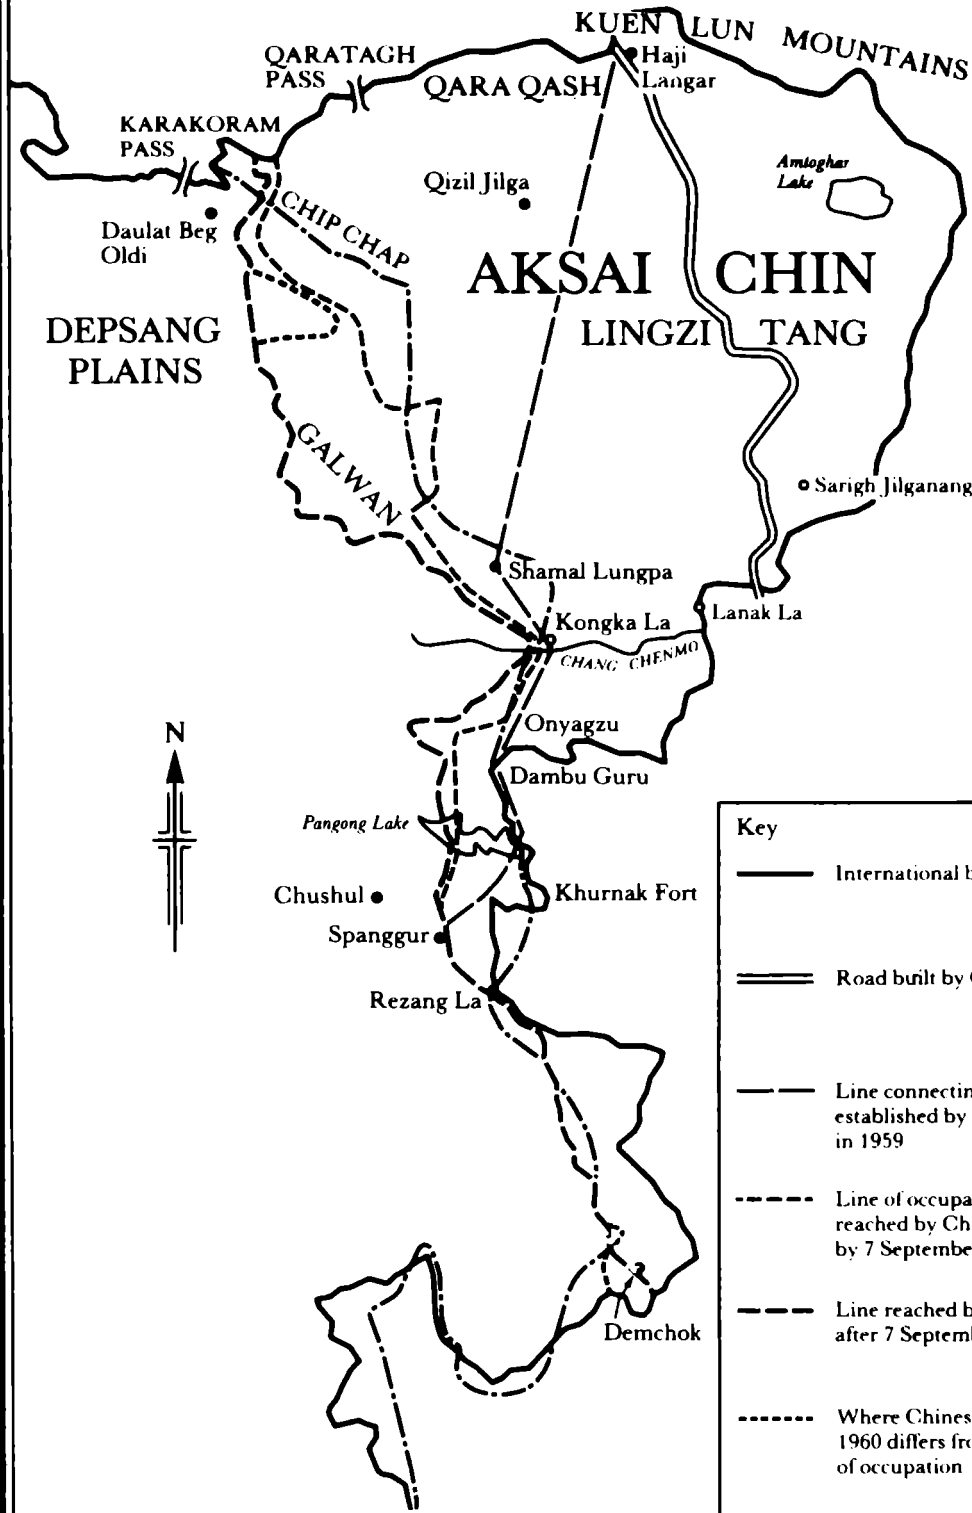 KUEN LUN MOUNTAINS
QARATAGH
PASS
Haji
Langar
QARA QASH
KARAKORAM
PASS
Amtoghar
Lake
Qizil Jilga
CHIP CHAP
Daulat Beg
Oldi
AKSAI CHIN
LINGZI TANG
DEPSANG
PLAINS
GALWAN
Sarigh Jilganang
Shamal Lungpa
Lanak La
Kongka La
CHANG CHENMO
N
Onyagzu
Dambu Guru
Pangong Lake
Chushul
Khurnak Fort
Spanggur
Rezang La
Demchok
Key
International b
Road built by
Line connectin
established by
in 1959
Line of occupa
reached by Ch
by 7 Septembe
Line reached b
after 7 Septem
Where Chines
1960 differs fro
of occupation